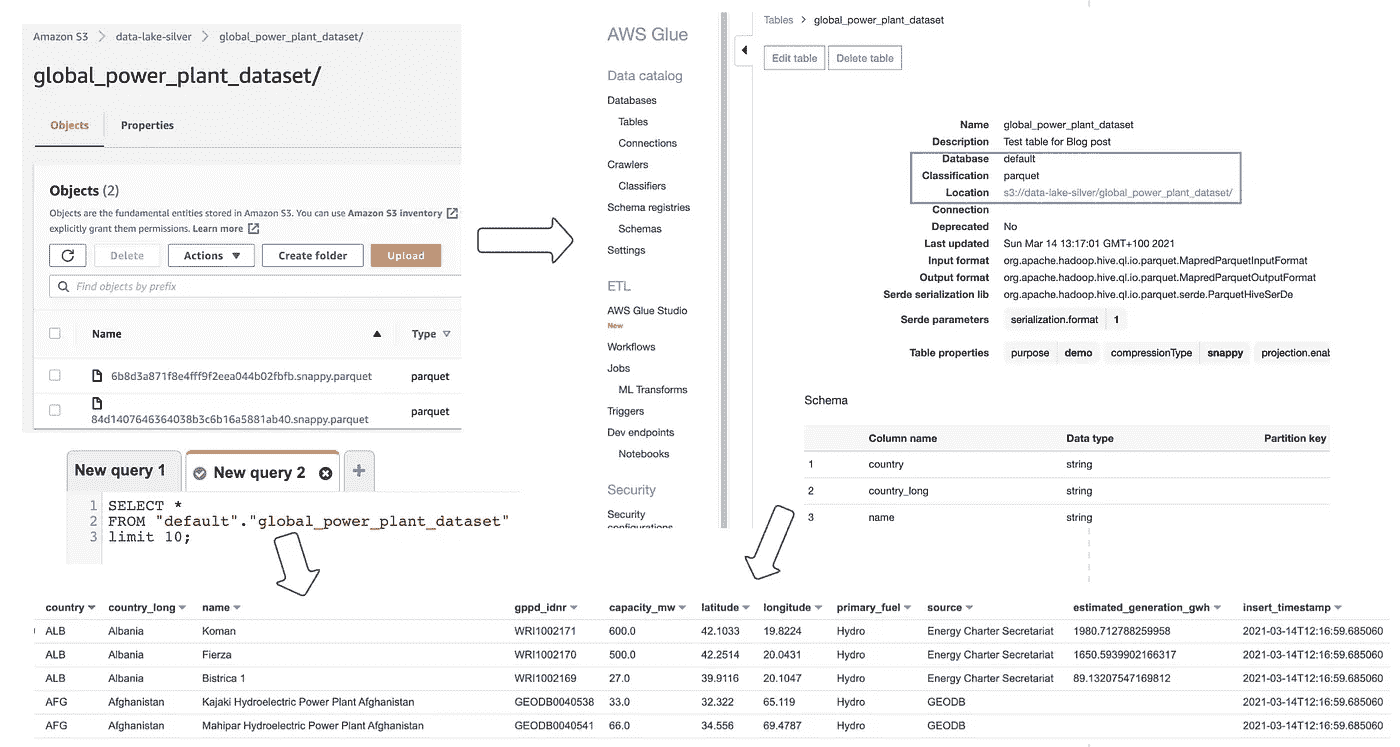 Amazon S3 > data-lake-silver > global_power_plant_dataset/
global_power_plant_dataset/
Objects Properties
Objects (2)
Objects are the fundamental entities stored in Amazon S3. You can use Amazon S3 inventory
explicitly grant them permissions. Learn more
Delete Actions ▼ Create folder Upload
Find objects by prefix
Name ▲ Type ▽
6b8d3a871f8e4fff9f2eea044b02fbfb.snappy.parquet parquet
84d1407646364038b3c6b16a5881ab40.snappy.parquet parquet
AWS Glue
Data catalog
Databases
Tables
Connections
Crawlers
Classifiers
Schema registries
Schemas
Settings
ETL
AWS Glue Studio
New
Workflows
Jobs
ML Transforms
Triggers
Dev endpoints
Notebooks
Security
Security
configurations
Tables > global_power_plant_dataset
Edit table Delete table
Name global_power_plant_dataset
Description Test table for Blog post
Database default
Classification parquet
Location s3://data-lake-silver/global_power_plant_dataset/
Connection
Deprecated No
Last updated Sun Mar 14 13:17:01 GMT+100 2021
Input format org.apache.hadoop.hive.ql.io.parquet.MapredParquetInputFormat
Output format org.apache.hadoop.hive.ql.io.parquet.MapredParquetOutputFormat
Serde serialization lib org.apache.hadoop.hive.ql.io.parquet.serde.ParquetHiveSerDe
Serde parameters serialization.format 1
Table properties purpose demo compressionType snappy projection.enab
Schema
Column name Data type Partition key
1 country string
2 country_long string
3 name string
New query 1 New query 2 +
1 SELECT *
2 FROM "default"."global_power_plant_dataset"
3 limit 10;
country country_long name gppd_idnr capacity_mw latitude longitude primary_fuel source estimated_generation_gwh insert_timestamp
ALB Albania Koman WRI1002171 600.0 42.1033 19.8224 Hydro Energy Charter Secretariat 1980.712788259958 2021-03-14T12:16:59.685060
ALB Albania Fierza WRI1002170 500.0 42.2514 20.0431 Hydro Energy Charter Secretariat 1650.5939902166317 2021-03-14T12:16:59.685060
ALB Albania Bistrica 1 WRI1002169 27.0 39.9116 20.1047 Hydro Energy Charter Secretariat 89.13207547169812 2021-03-14T12:16:59.685060
AFG Afghanistan Kajaki Hydroelectric Power Plant Afghanistan GEODB0040538 33.0 32.322 65.119 Hydro GEODB 2021-03-14T12:16:59.685060
AFG Afghanistan Mahipar Hydroelectric Power Plant Afghanistan GEODB0040541 66.0 34.556 69.4787 Hydro GEODB 2021-03-14T12:16:59.685060